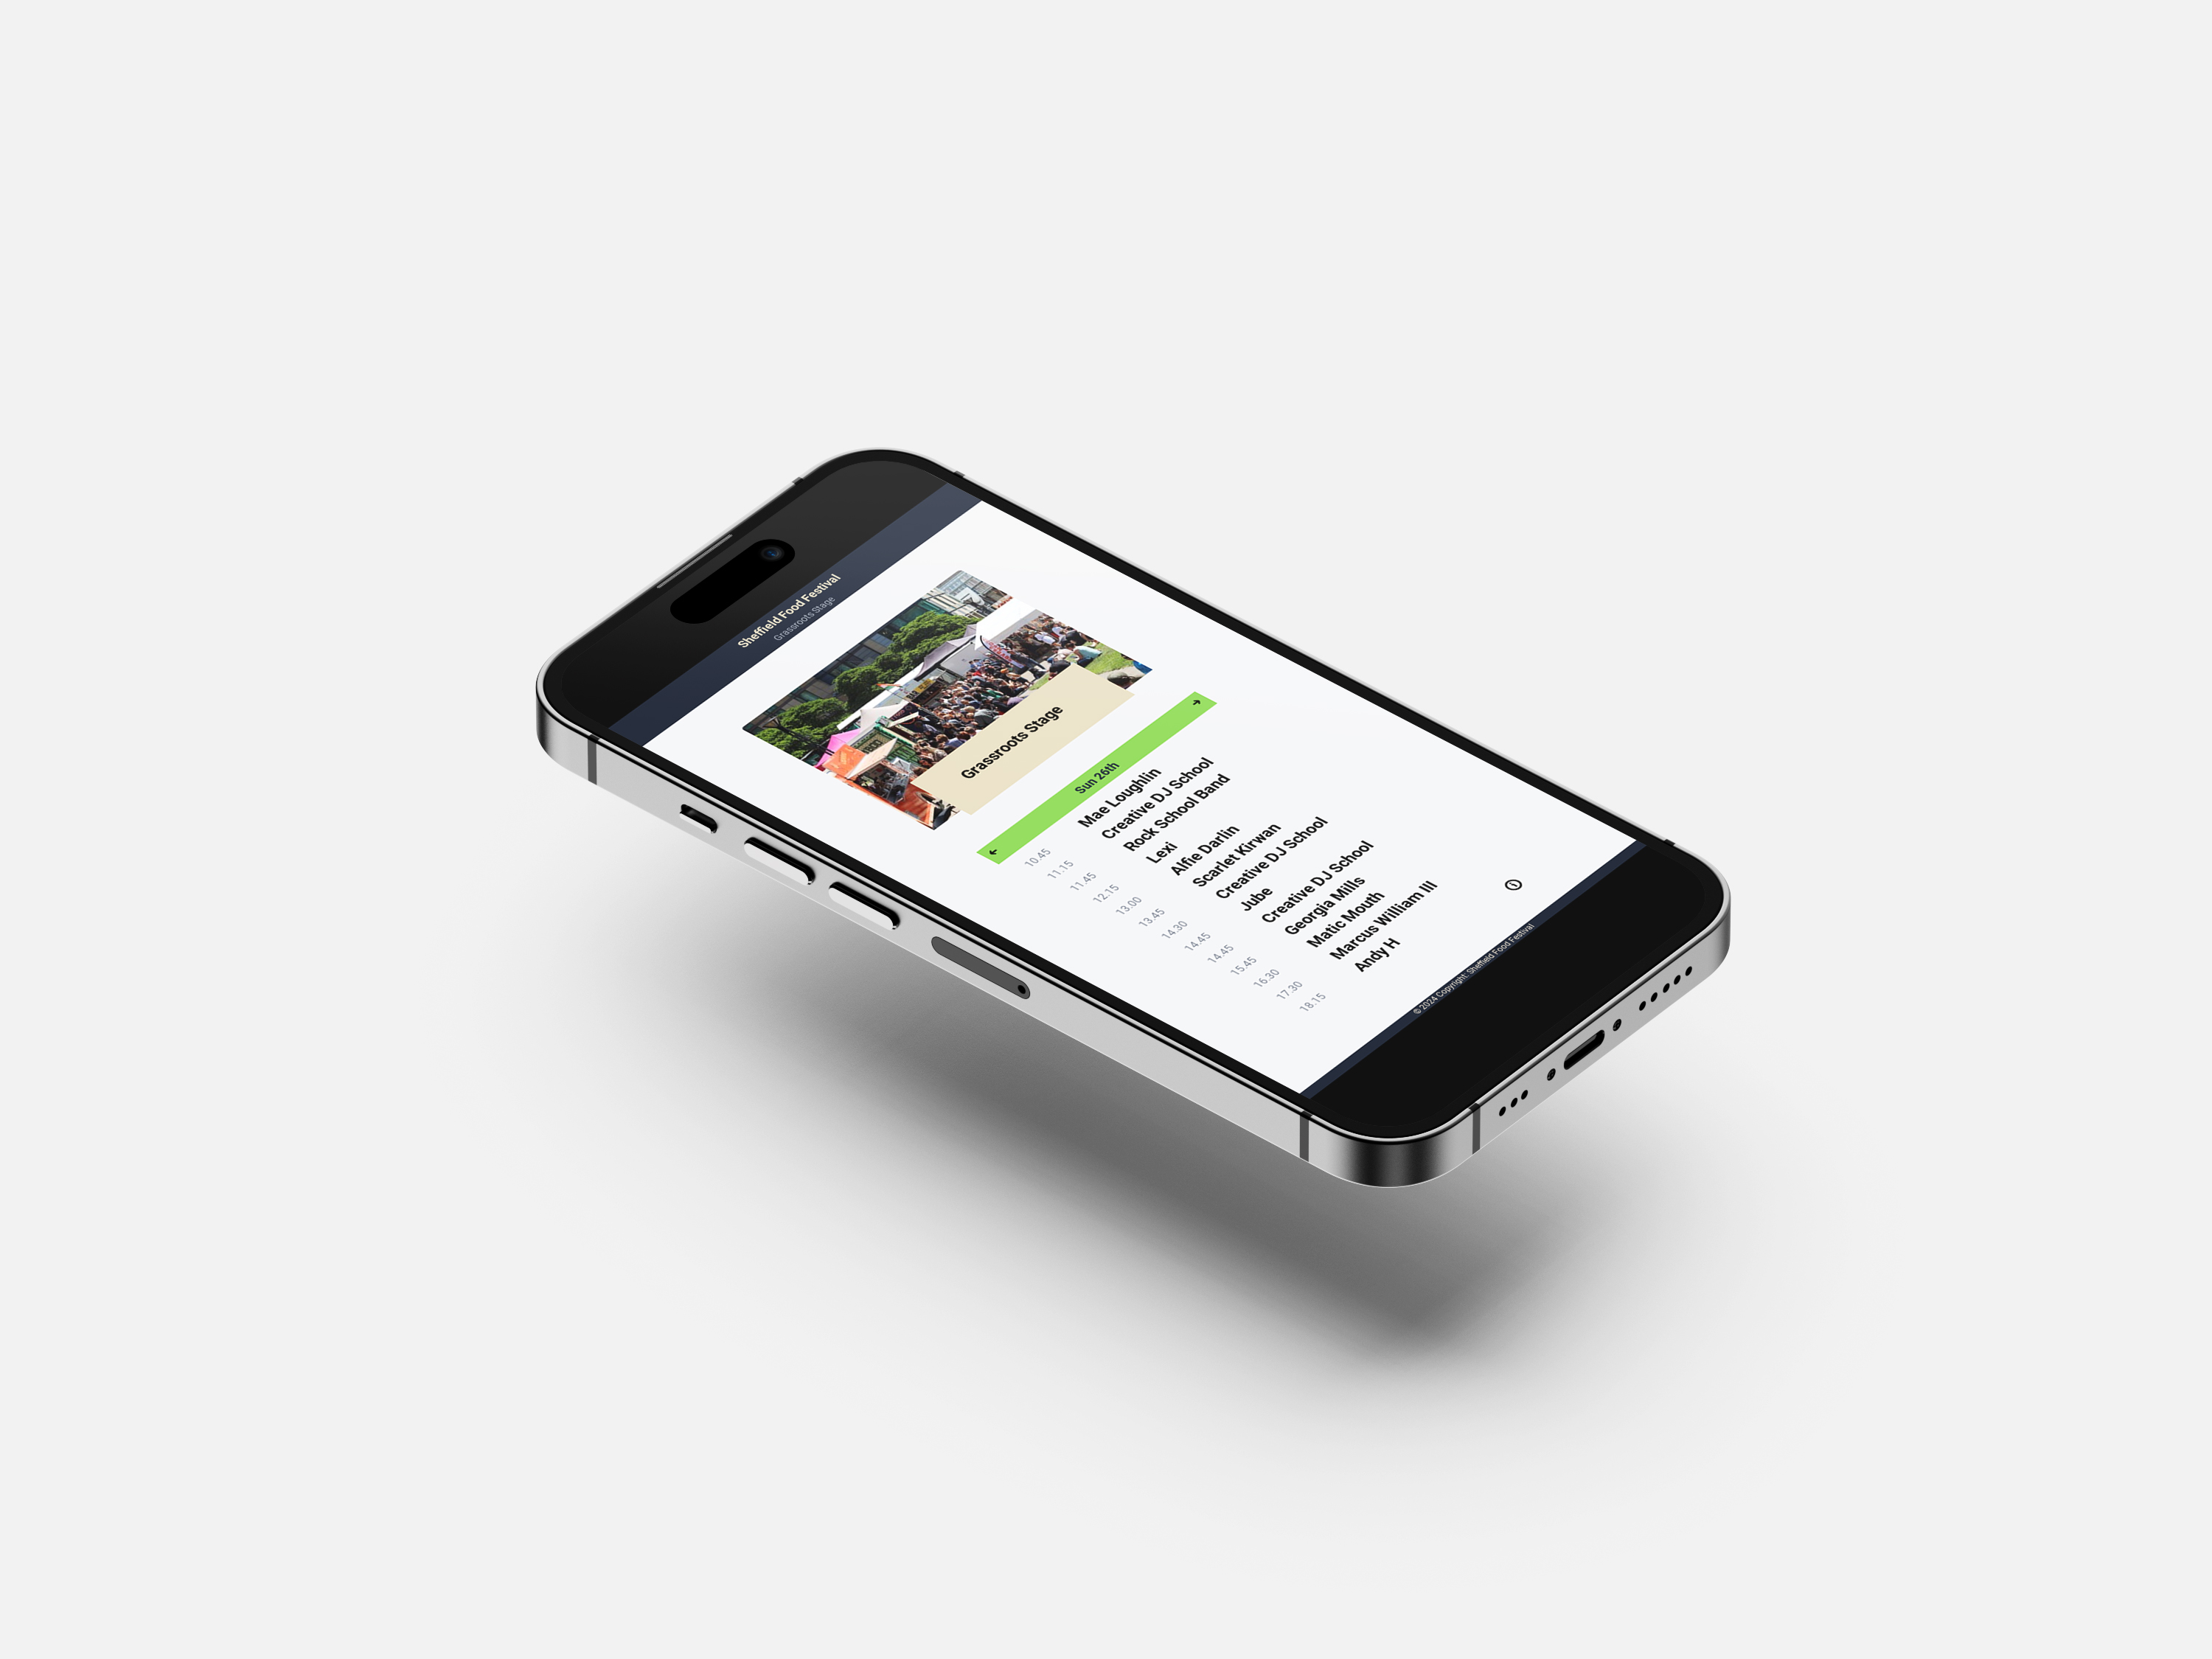 Sheffield Food Festival
Grassroots Stage
Grassroots Stage
← Sun 26th →
10.45 Mae Loughlin
11.15 Creative DJ School
11.45 Rock School Band
12.15 Lexi
13.00 Alfie Darlin
13.45 Scarlet Kirwan
14.30 Creative DJ School
14.45 Jube
14.45 Creative DJ School
15.45 Georgia Mills
16.30 Matic Mouth
17.30 Marcus William III
18.15 Andy H
© 2024 Copyright: Sheffield Food Festival